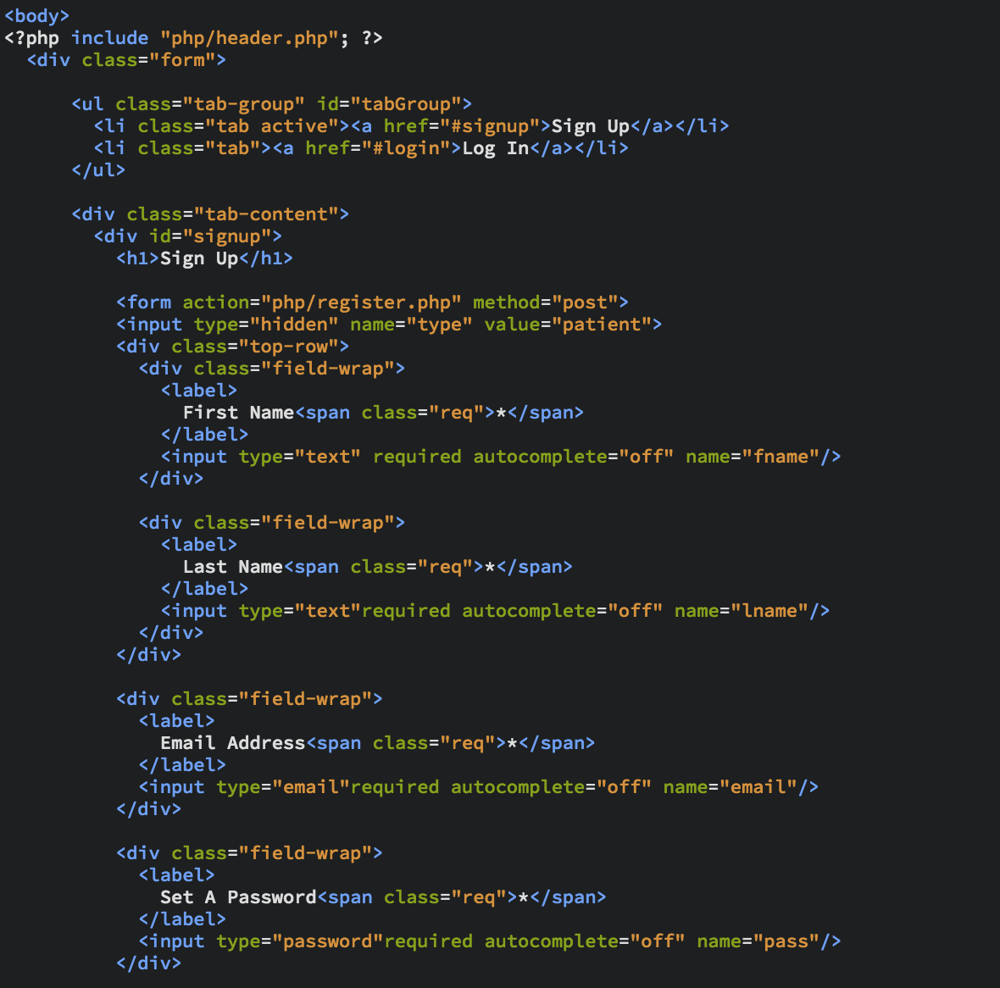 <body>
<?php include "php/header.php"; ?>
  <div class="form">

      <ul class="tab-group" id="tabGroup">
        <li class="tab active"><a href="#signup">Sign Up</a></li>
        <li class="tab"><a href="#login">Log In</a></li>
      </ul>

      <div class="tab-content">
        <div id="signup">
          <h1>Sign Up</h1>

          <form action="php/register.php" method="post">
          <input type="hidden" name="type" value="patient">
          <div class="top-row">
            <div class="field-wrap">
              <label>
                First Name<span class="req">*</span>
              </label>
              <input type="text" required autocomplete="off" name="fname"/>
            </div>

            <div class="field-wrap">
              <label>
                Last Name<span class="req">*</span>
              </label>
              <input type="text"required autocomplete="off" name="lname"/>
            </div>
          </div>

          <div class="field-wrap">
            <label>
              Email Address<span class="req">*</span>
            </label>
            <input type="email"required autocomplete="off" name="email"/>
          </div>

          <div class="field-wrap">
            <label>
              Set A Password<span class="req">*</span>
            </label>
            <input type="password"required autocomplete="off" name="pass"/>
          </div>